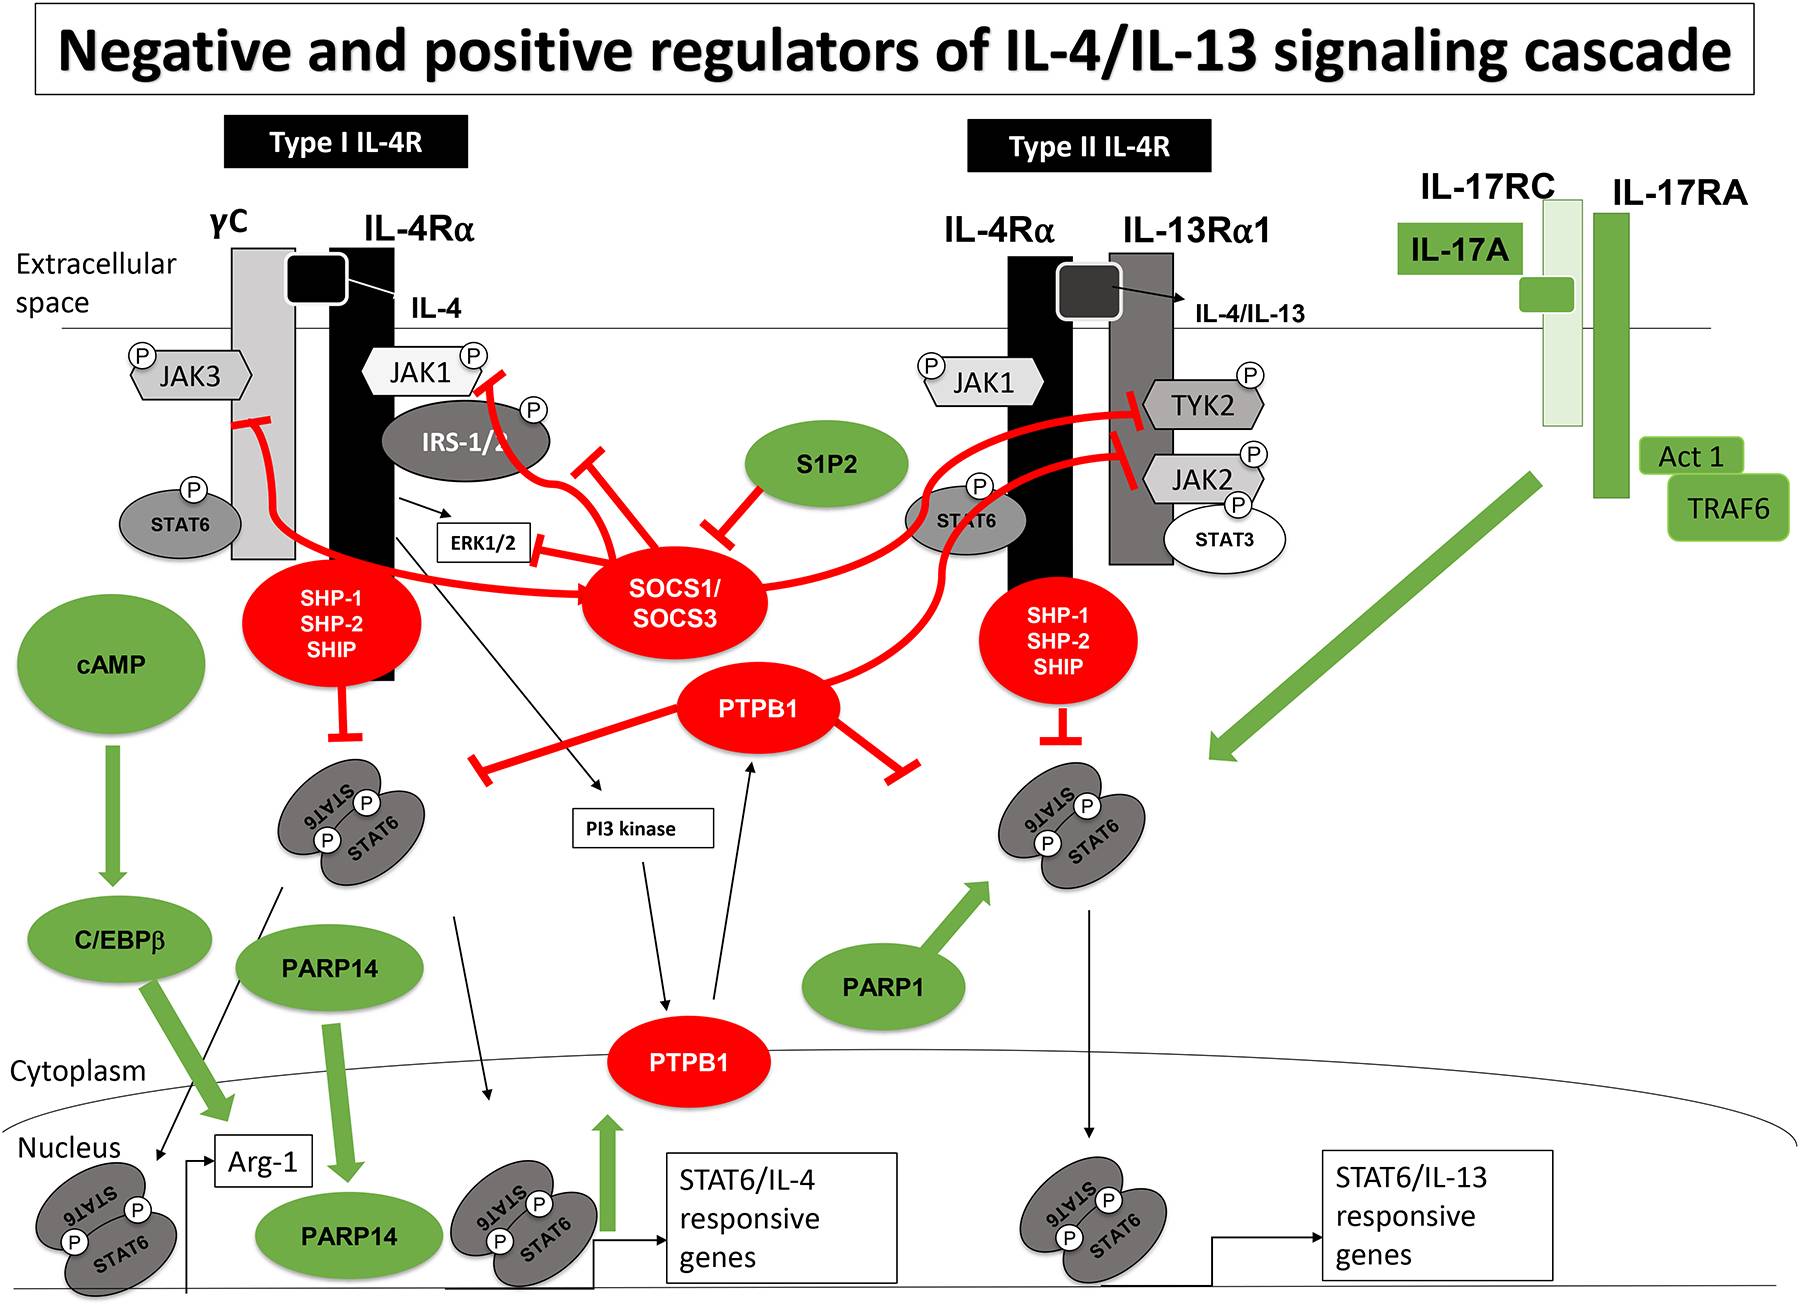 Negative and positive regulators of IL-4/IL-13 signaling cascade
Type I IL-4R
Type II IL-4R
IL-17RC
IL-17RA
γC
IL-4Rα
IL-4Rα
IL-13Rα1
IL-17A
Extracellular
space
IL-4
IL-4/IL-13
P
JAK3
JAK1
P
P
JAK1
P
TYK2
P
IRS-1/2
S1P2
Act 1
P
JAK2
TRAF6
P
STAT6
P
STAT6
P
STAT3
ERK1/2
SHP-1
SHP-2
SHIP
SOCS1/
SOCS3
SHP-1
SHP-2
SHIP
cAMP
PTPB1
STAT6
P
P
STAT6
PI3 kinase
STAT6
P
P
STAT6
C/EBPβ
PARP14
PARP1
PTPB1
Cytoplasm
Nucleus
Arg-1
STAT6
P
P
STAT6
PARP14
STAT6
P
P
STAT6
STAT6/IL-4
responsive
genes
STAT6
P
P
STAT6
STAT6/IL-13
responsive
genes